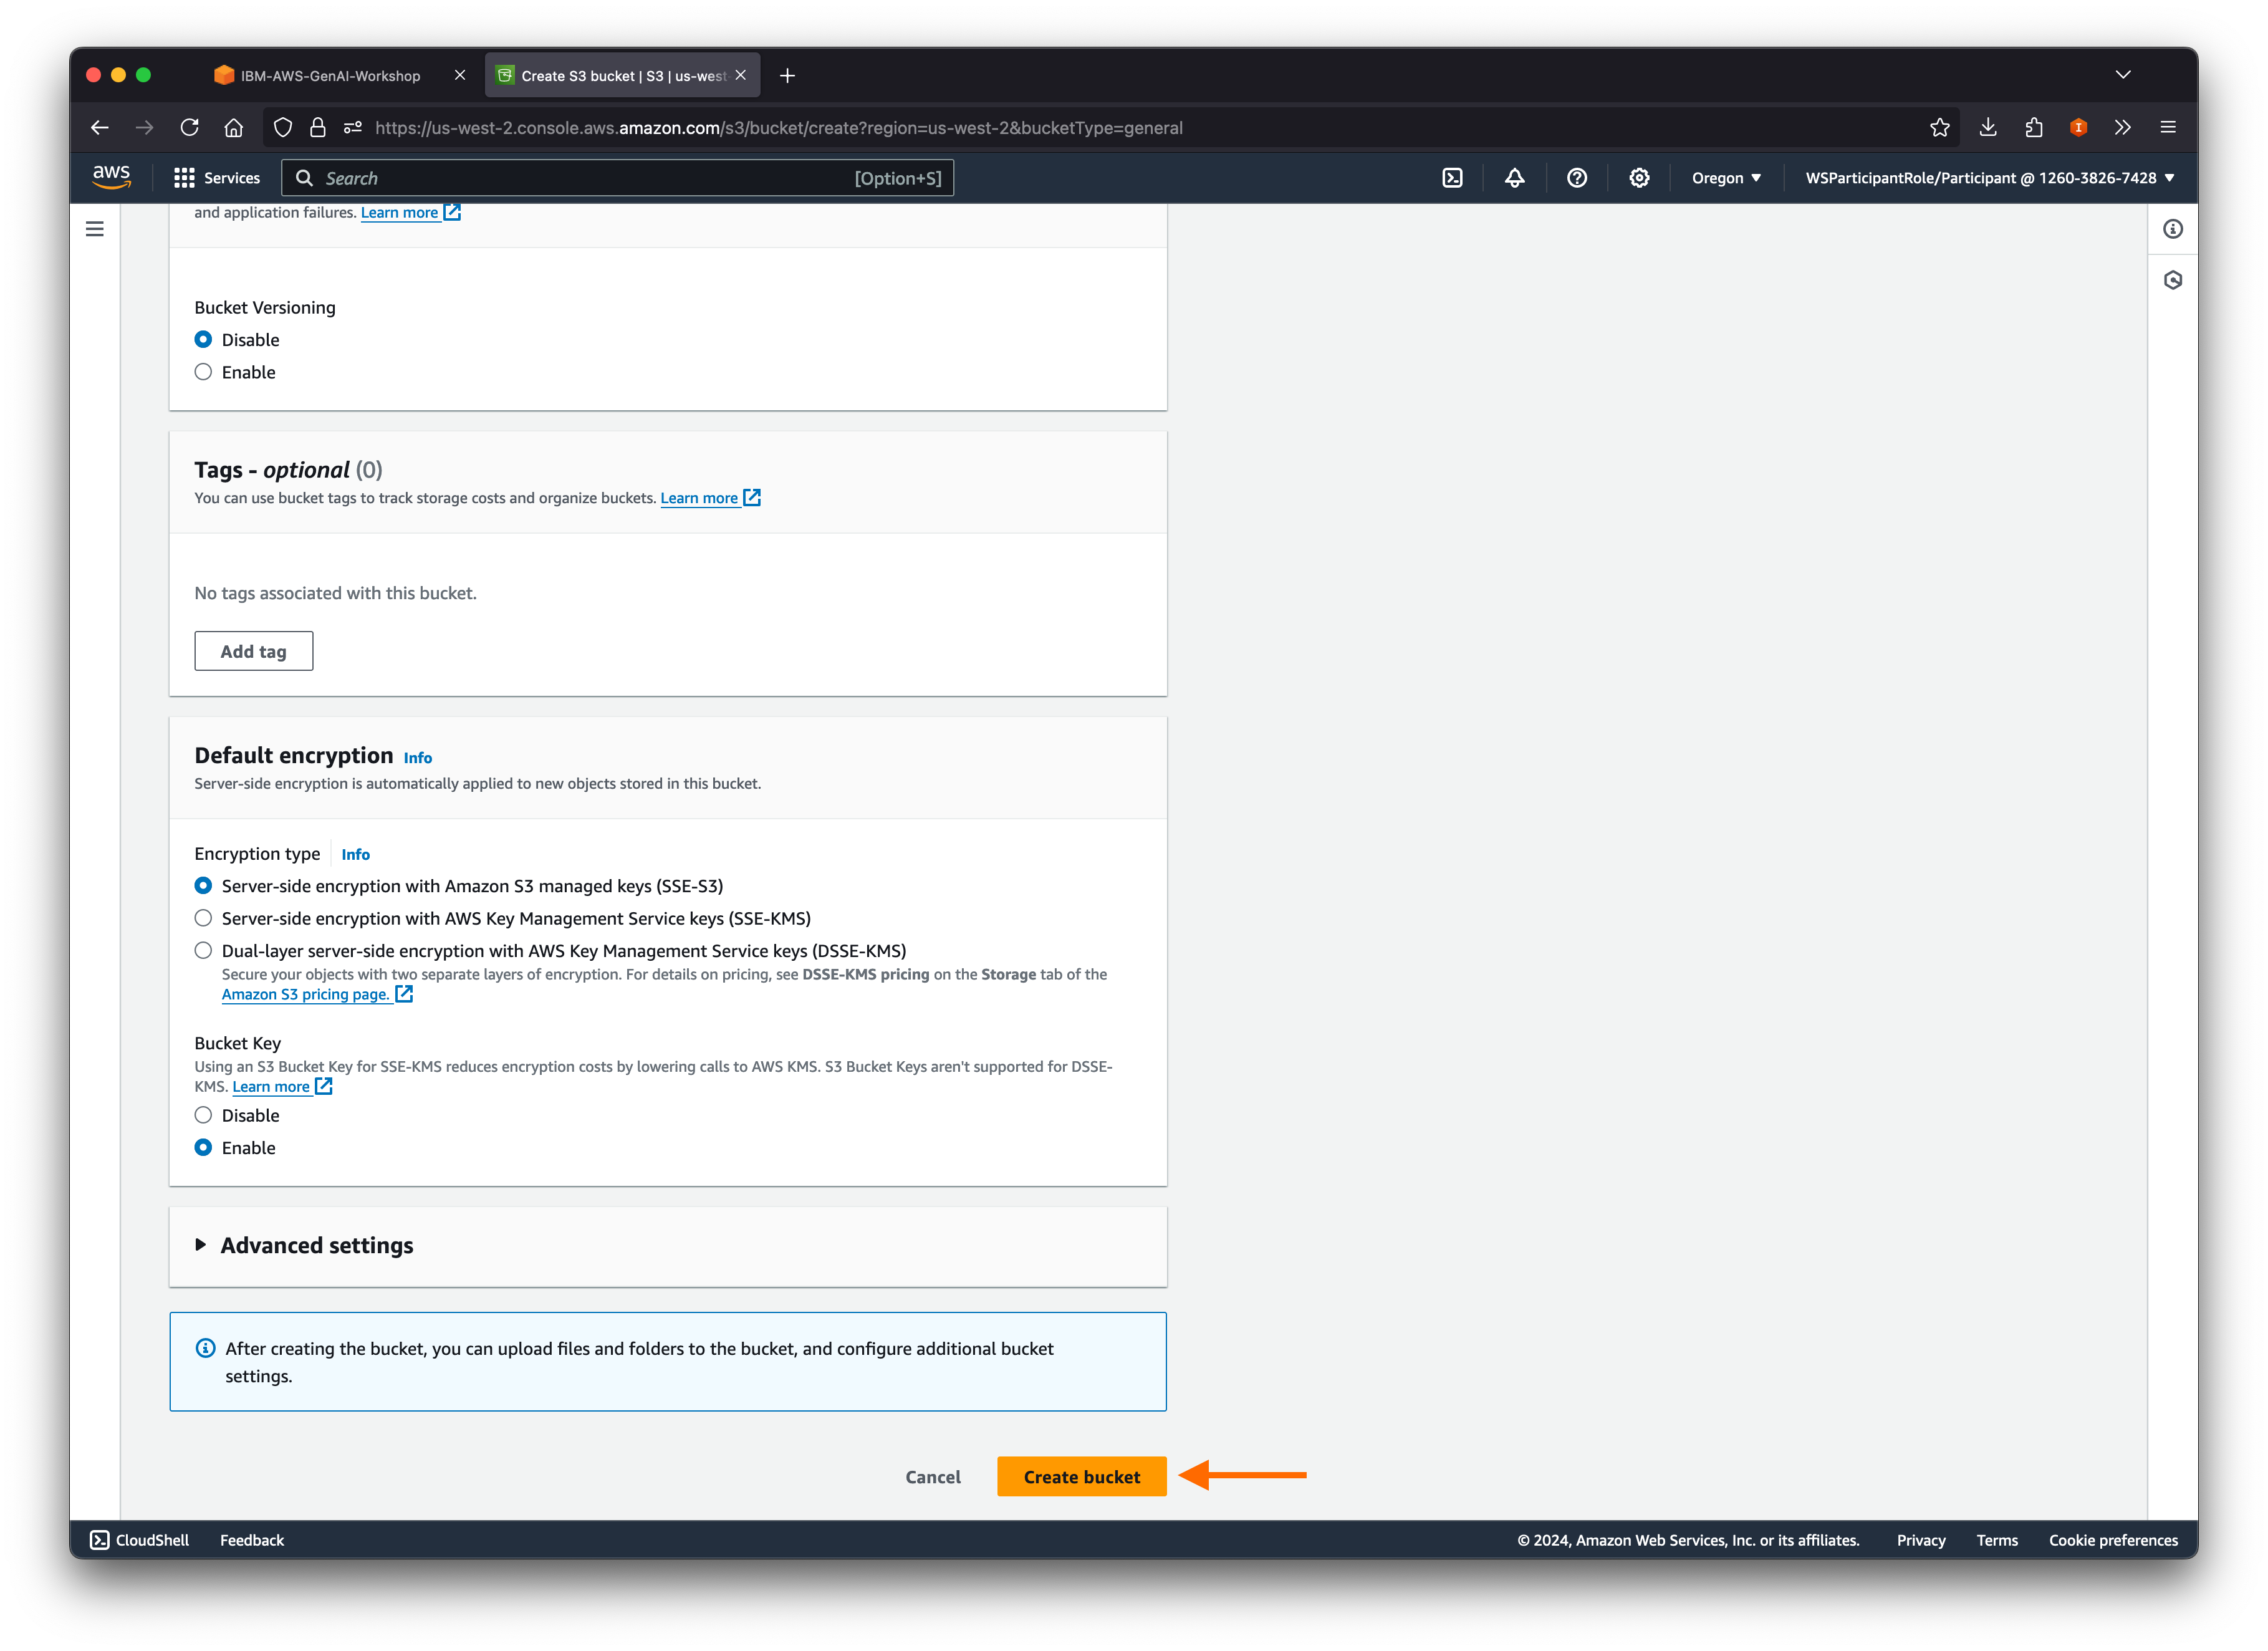 IBM-AWS-GenAI-Workshop
Create S3 bucket | S3 | us-west-
https://us-west-2.console.aws.amazon.com/s3/bucket/create?region=us-west-2&bucketType=general
aws
Services
Search
[Option+S]
Oregon
WSParticipantRole/Participant @ 1260-3826-7428
and application failures. Learn more
Bucket Versioning
Disable
Enable
Tags - optional (0)
You can use bucket tags to track storage costs and organize buckets. Learn more
No tags associated with this bucket.
Add tag
Default encryption Info
Server-side encryption is automatically applied to new objects stored in this bucket.
Encryption type Info
Server-side encryption with Amazon S3 managed keys (SSE-S3)
Server-side encryption with AWS Key Management Service keys (SSE-KMS)
Dual-layer server-side encryption with AWS Key Management Service keys (DSSE-KMS)
Secure your objects with two separate layers of encryption. For details on pricing, see DSSE-KMS pricing on the Storage tab of the
Amazon S3 pricing page.
Bucket Key
Using an S3 Bucket Key for SSE-KMS reduces encryption costs by lowering calls to AWS KMS. S3 Bucket Keys aren't supported for DSSE-
KMS. Learn more
Disable
Enable
Advanced settings
After creating the bucket, you can upload files and folders to the bucket, and configure additional bucket
settings.
Cancel
Create bucket
CloudShell
Feedback
© 2024, Amazon Web Services, Inc. or its affiliates.
Privacy
Terms
Cookie preferences